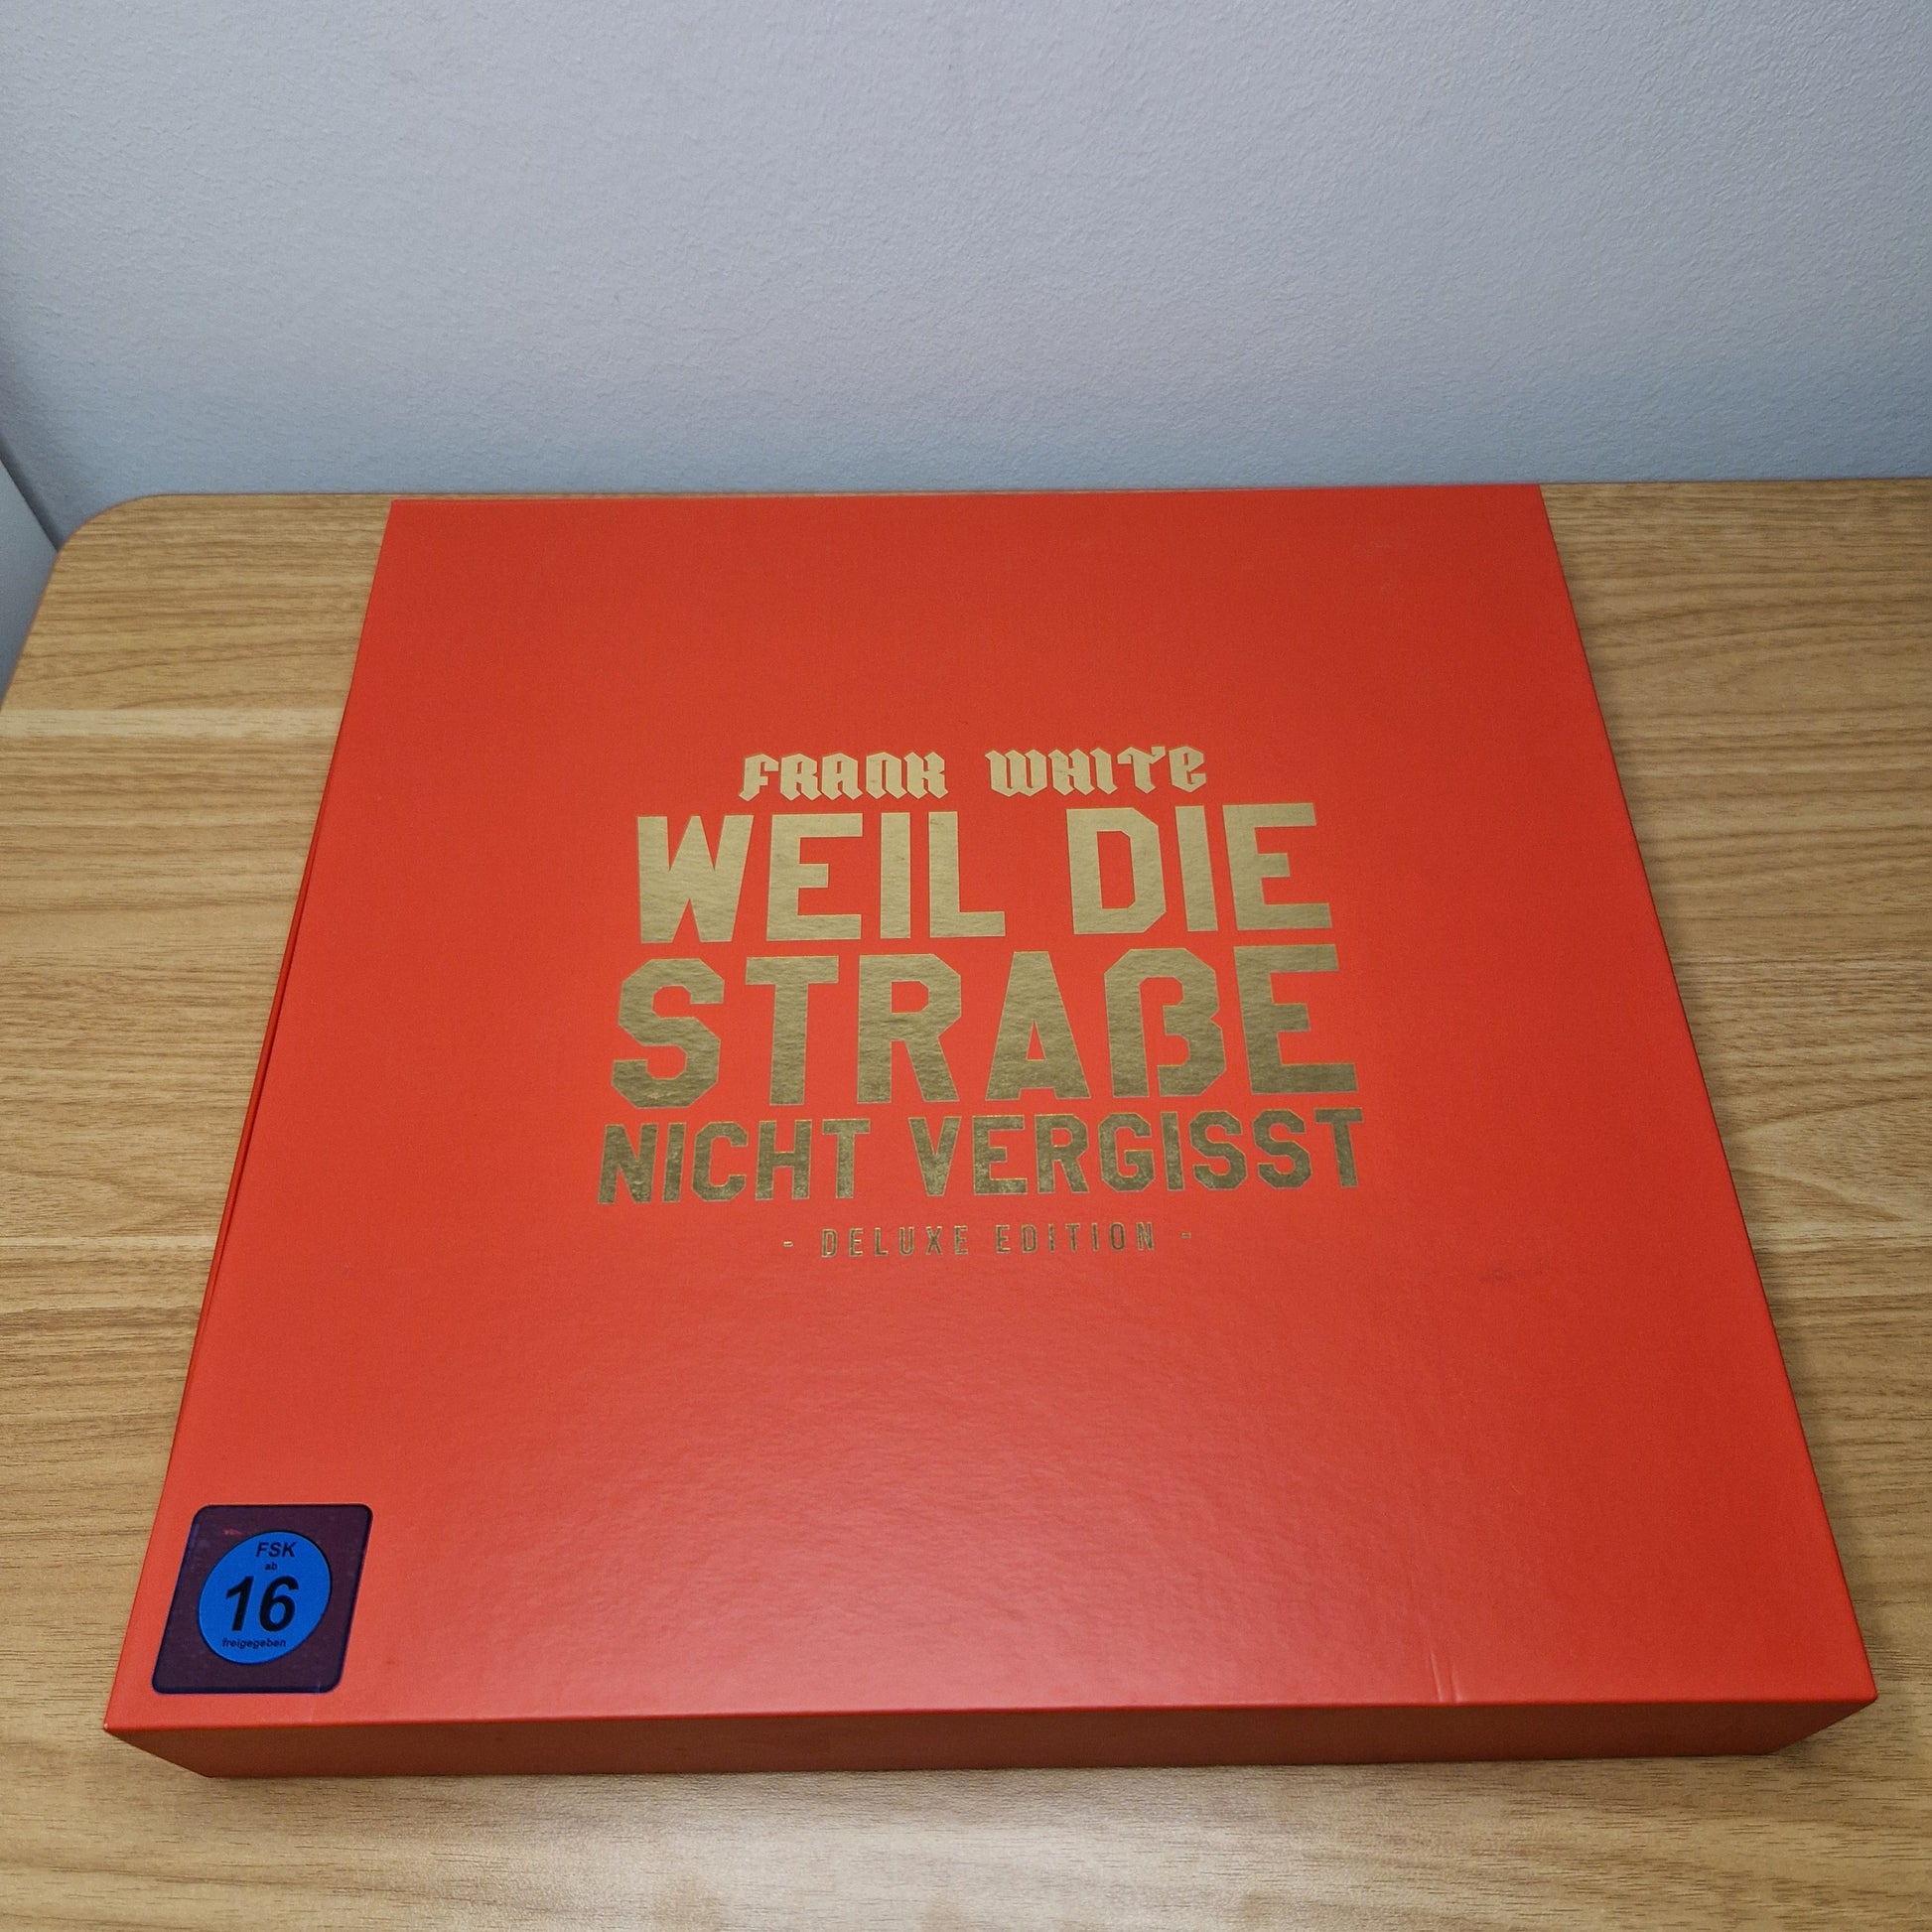 FRANK WHITE
WEIL DIE
STRAßE
NICHT VERGISST
- DELUXE EDITION -
FSK
ab
16
freigegeben